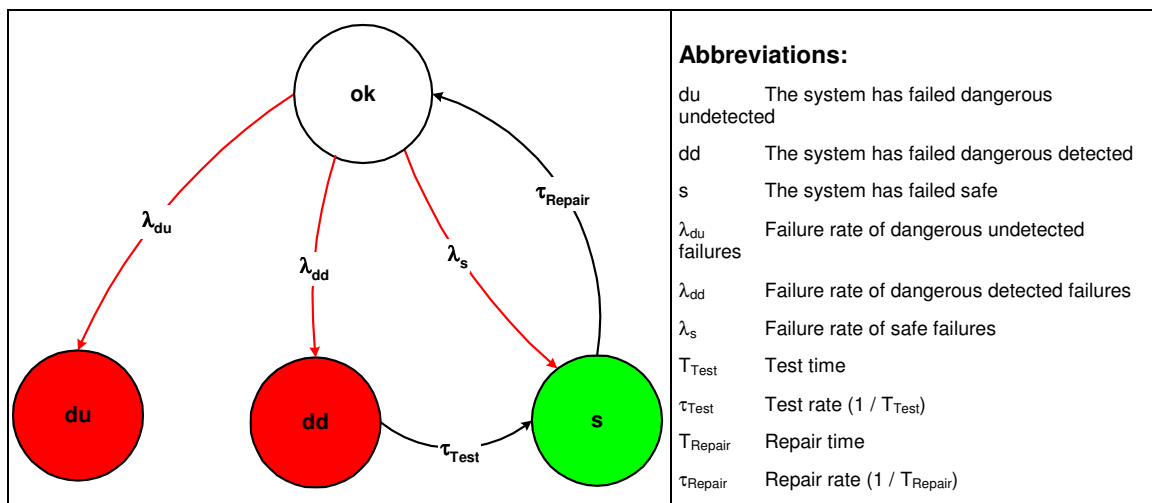 ok
λdu
λdd
λs
τRepair
du
dd
s
τTest
Abbreviations:
du The system has failed dangerous
undetected
dd The system has failed dangerous detected
s The system has failed safe
λdu Failure rate of dangerous undetected
failures
λdd Failure rate of dangerous detected failures
λs Failure rate of safe failures
TTest Test time
τTest Test rate (1 / TTest)
TRepair Repair time
τRepair Repair rate (1 / TRepair)